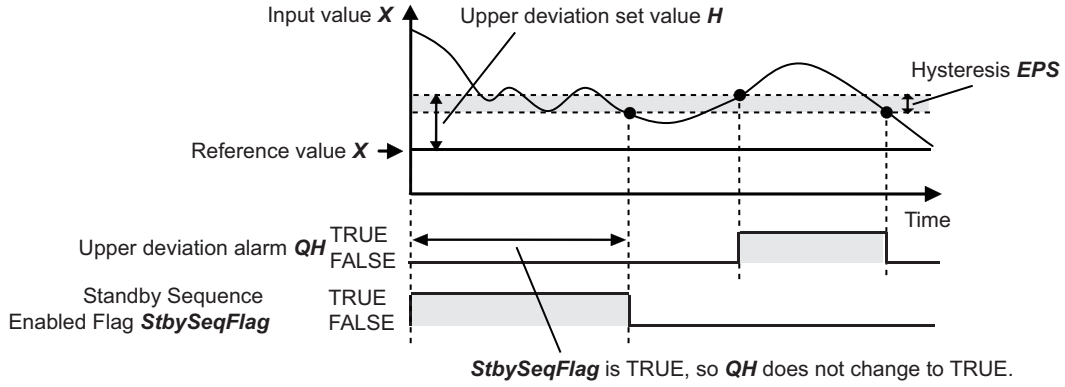 Input value X
Upper deviation set value H
Hysteresis EPS
Reference value X
Time
Upper deviation alarm QH
TRUE
FALSE
Standby Sequence
Enabled Flag StbySeqFlag
TRUE
FALSE
StbySeqFlag is TRUE, so QH does not change to TRUE.